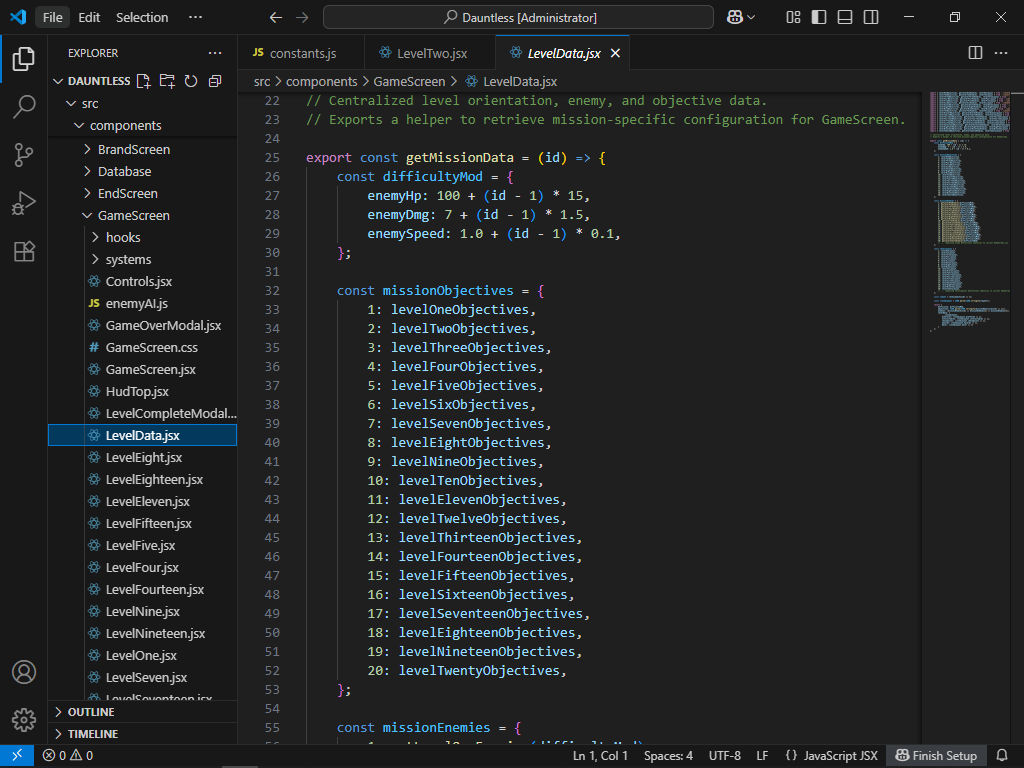 File Edit Selection ··· Dauntless [Administrator]
EXPLORER ···
DAUNTLESS
src
components
BrandScreen
Database
EndScreen
GameScreen
hooks
systems
Controls.jsx
JS enemyAI.js
GameOverModal.jsx
# GameScreen.css
GameScreen.jsx
HudTop.jsx
LevelCompleteModal...
LevelData.jsx
LevelEight.jsx
LevelEighteen.jsx
LevelEleven.jsx
LevelFifteen.jsx
LevelFive.jsx
LevelFour.jsx
LevelFourteen.jsx
LevelNine.jsx
LevelNineteen.jsx
LevelOne.jsx
LevelSeven.jsx
LevelSeventeen.jsx
OUTLINE
TIMELINE
JS constants.js LevelTwo.jsx LevelData.jsx
src > components > GameScreen > LevelData.jsx
22 // Centralized level orientation, enemy, and objective data.
23 // Exports a helper to retrieve mission-specific configuration for GameScreen.
24
25 export const getMissionData = (id) => {
26 const difficultyMod = {
27 enemyHp: 100 + (id - 1) * 15,
28 enemyDmg: 7 + (id - 1) * 1.5,
29 enemySpeed: 1.0 + (id - 1) * 0.1,
30 };
31
32 const missionObjectives = {
33 1: levelOneObjectives,
34 2: levelTwoObjectives,
35 3: levelThreeObjectives,
36 4: levelFourObjectives,
37 5: levelFiveObjectives,
38 6: levelSixObjectives,
39 7: levelSevenObjectives,
40 8: levelEightObjectives,
41 9: levelNineObjectives,
42 10: levelTenObjectives,
43 11: levelElevenObjectives,
44 12: levelTwelveObjectives,
45 13: levelThirteenObjectives,
46 14: levelFourteenObjectives,
47 15: levelFifteenObjectives,
48 16: levelSixteenObjectives,
49 17: levelSeventeenObjectives,
50 18: levelEighteenObjectives,
51 19: levelNineteenObjectives,
52 20: levelTwentyObjectives,
53 };
54
55 const missionEnemies = {
0 0 Ln 1, Col 1 Spaces: 4 UTF-8 LF {} JavaScript JSX Finish Setup